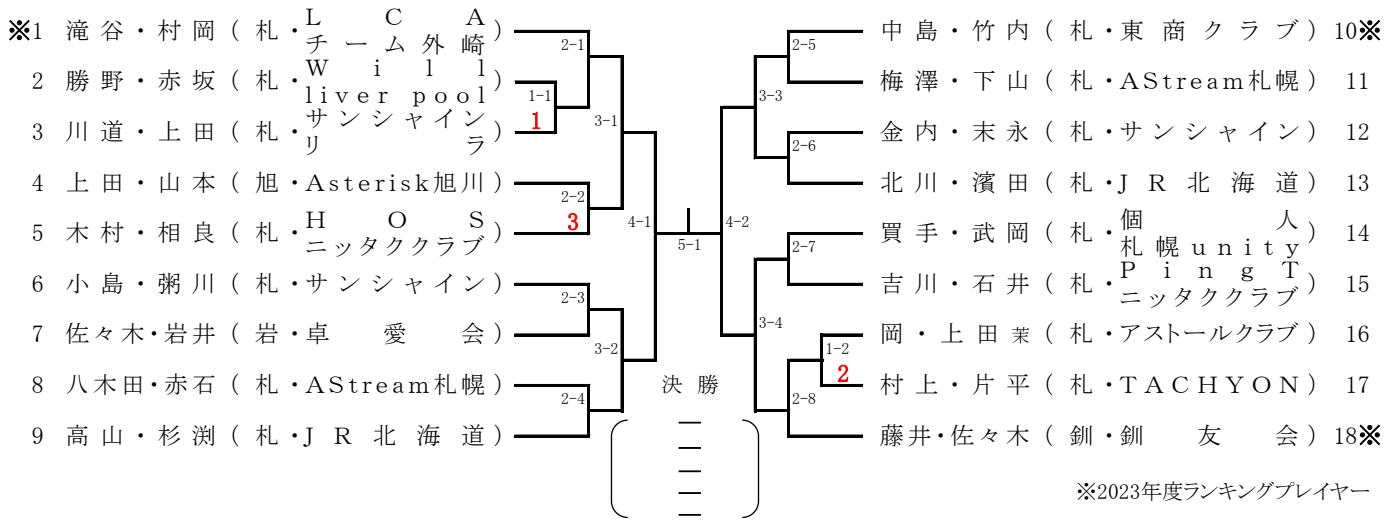 ※1 滝谷・村岡 ( 札・LCA チーム外崎 )
2 勝野・赤坂 ( 札・Will liver pool )
3 川道・上田 ( 札・サンシャイン リラ )
4 上田・山本 ( 旭・Asterisk旭川 )
5 木村・相良 ( 札・HOS ニッタククラブ )
6 小島・粥川 ( 札・サンシャイン )
7 佐々木・岩井 ( 岩・卓愛会 )
8 八木田・赤石 ( 札・AStream札幌 )
9 高山・杉渕 ( 札・JR北海道 )
2-1
1-1
1
3-1
2-2
3
4-1
2-3
3-2
2-4
5-1
決勝
4-2
2-5
3-3
2-6
2-7
3-4
1-2
2
2-8
中島・竹内 ( 札・東商クラブ ) 10※
梅澤・下山 ( 札・AStream札幌 ) 11
金内・末永 ( 札・サンシャイン ) 12
北川・濱田 ( 札・JR北海道 ) 13
買手・武岡 ( 札・個人 札幌unity ) 14
吉川・石井 ( 札・PingT ニッタククラブ ) 15
岡・上田茉 ( 札・アストールクラブ ) 16
村上・片平 ( 札・TACHYON ) 17
藤井・佐々木 ( 釧・釧友会 ) 18※
※2023年度ランキングプレイヤー